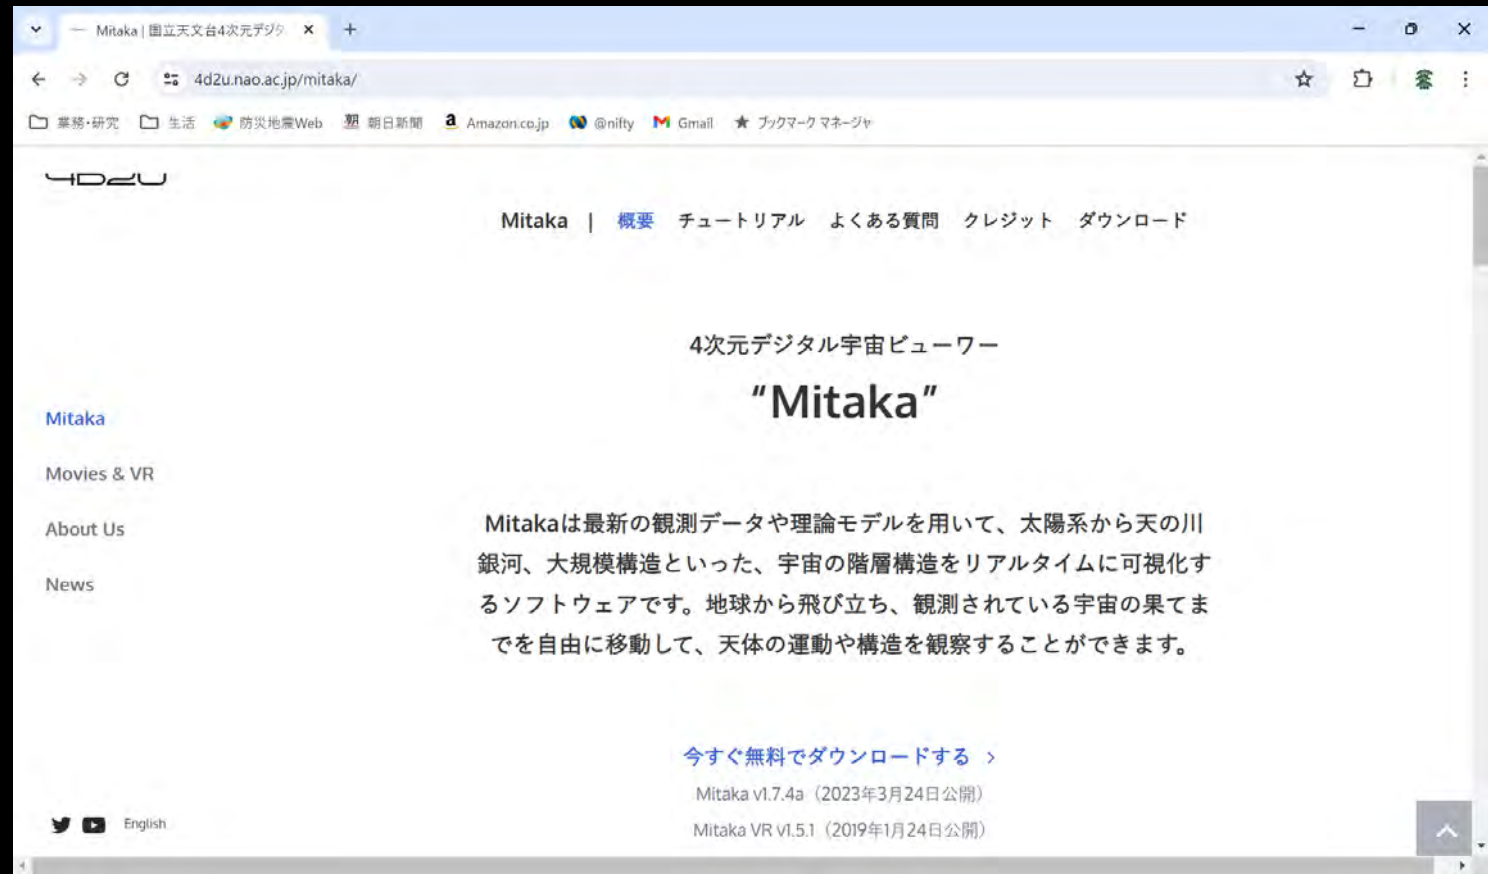 Mitaka | 国立天文台4次元デジタ
4d2u.nao.ac.jp/mitaka/
業務・研究 生活 防災地震Web 朝日新聞 Amazon.co.jp @nifty Gmail ブックマーク マネージャ
4D2U
Mitaka | 概要 チュートリアル よくある質問 クレジット ダウンロード
4次元デジタル宇宙ビューワー
“Mitaka”
Mitaka
Movies & VR
About Us
News
Mitakaは最新の観測データや理論モデルを用いて、太陽系から天の川
銀河、大規模構造といった、宇宙の階層構造をリアルタイムに可視化す
るソフトウェアです。地球から飛び立ち、観測されている宇宙の果てま
でを自由に移動して、天体の運動や構造を観察することができます。
今すぐ無料でダウンロードする >
Mitaka v1.7.4a（2023年3月24日公開）
Mitaka VR v1.5.1（2019年1月24日公開）
English